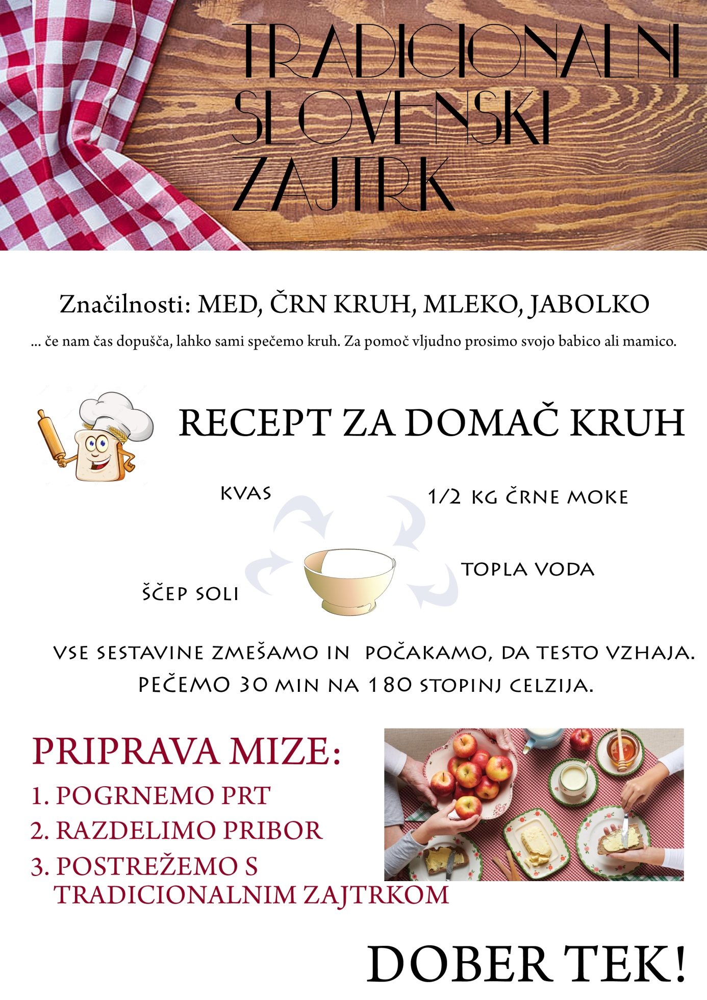 TRADICIONALNI
SLOVENSKI
ZAJTRK
Značilnosti: MED, ČRN KRUH, MLEKO, JABOLKO
... če nam čas dopušča, lahko sami spečemo kruh. Za pomoč vljudno prosimo svojo babico ali mamico.
RECEPT ZA DOMAČ KRUH
KVAS
1/2 KG ČRNE MOKE
TOPLA VODA
ŠČEP SOLI
VSE SESTAVINE ZMEŠAMO IN POČAKAMO, DA TESTO VZHAJA.
PEČEMO 30 MIN NA 180 STOPINJ CELZIJA.
PRIPRAVA MIZE:
1. POGRNEMO PRT
2. RAZDELIMO PRIBOR
3. POSTREŽEMO S
TRADICIONALNIM ZAJTRKOM
DOBER TEK!